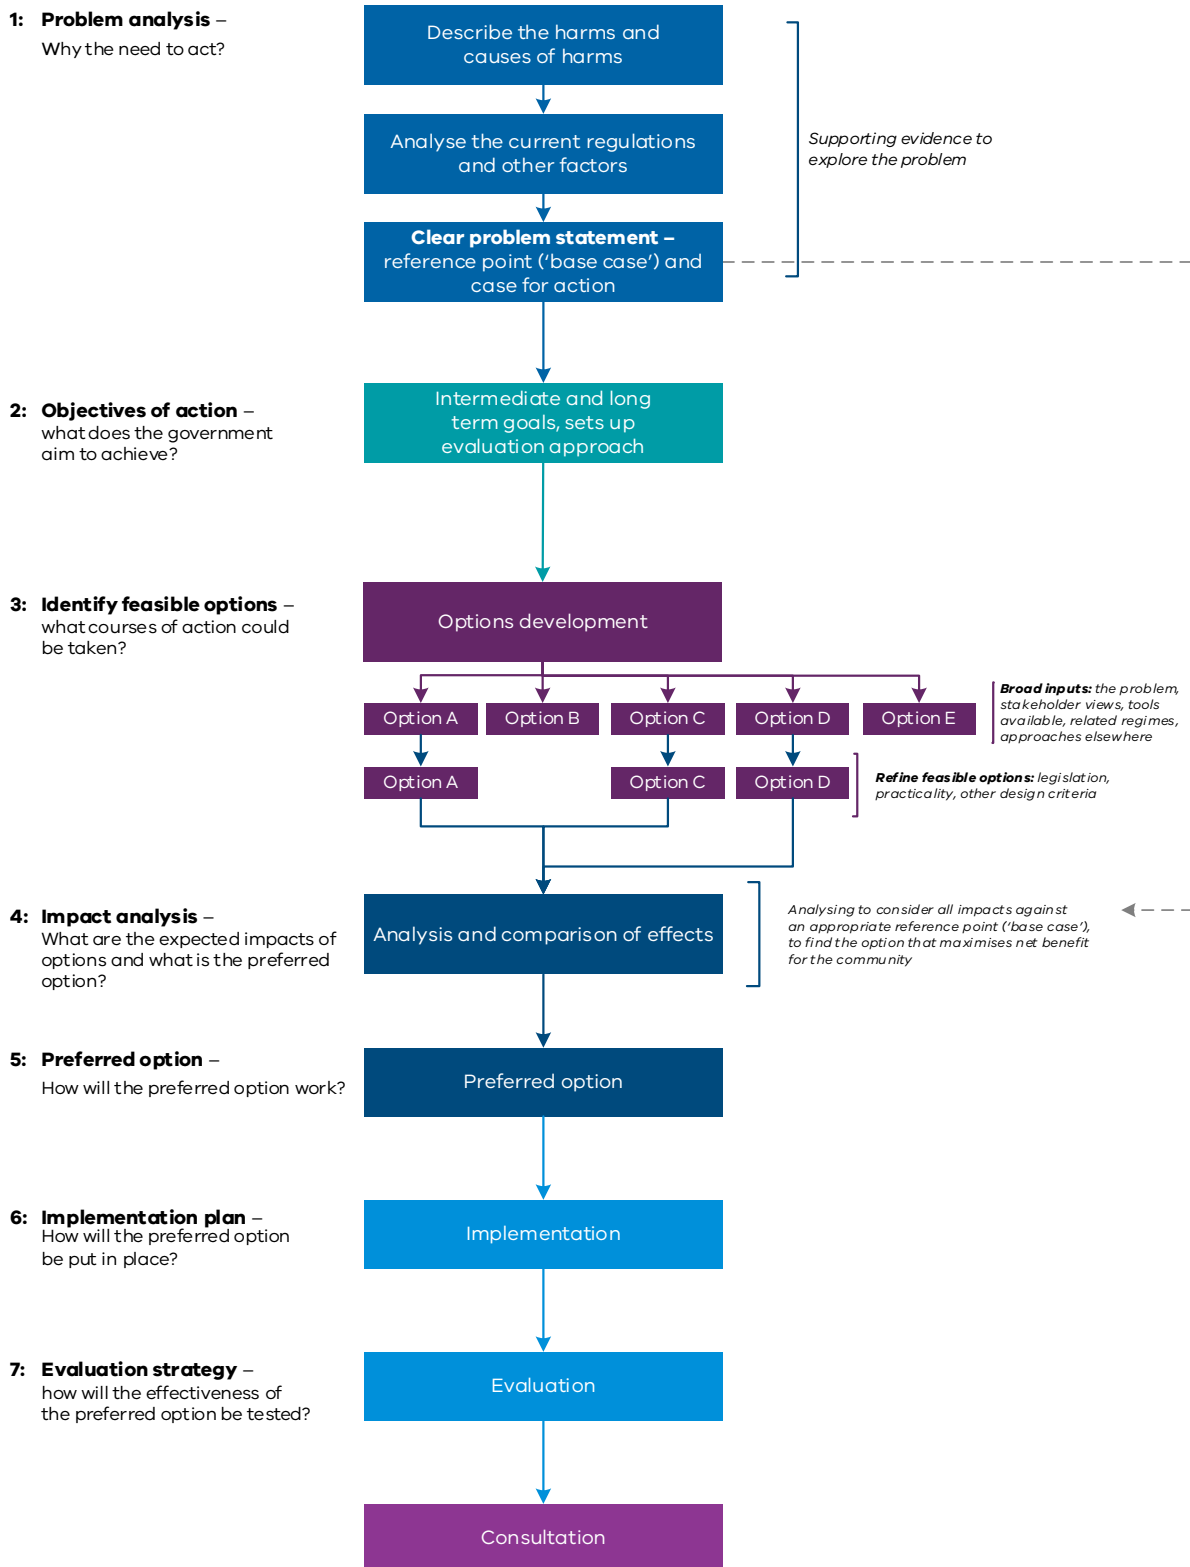 1: Problem analysis –
Why the need to act?
Describe the harms and
causes of harms
Analyse the current regulations
and other factors
Supporting evidence to
explore the problem
Clear problem statement –
reference point (‘base case’) and
case for action
2: Objectives of action –
what does the government
aim to achieve?
Intermediate and long
term goals, sets up
evaluation approach
3: Identify feasible options –
what courses of action could
be taken?
Options development
Option A
Option B
Option C
Option D
Option E
Broad inputs: the problem,
stakeholder views, tools
available, related regimes,
approaches elsewhere
Option A
Option C
Option D
Refine feasible options: legislation,
practicality, other design criteria
4: Impact analysis –
What are the expected impacts of
options and what is the preferred
option?
Analysis and comparison of effects
Analysing to consider all impacts against
an appropriate reference point (‘base case’),
to find the option that maximises net benefit
for the community
5: Preferred option –
How will the preferred option work?
Preferred option
6: Implementation plan –
How will the preferred option
be put in place?
Implementation
7: Evaluation strategy –
how will the effectiveness of
the preferred option be tested?
Evaluation
Consultation